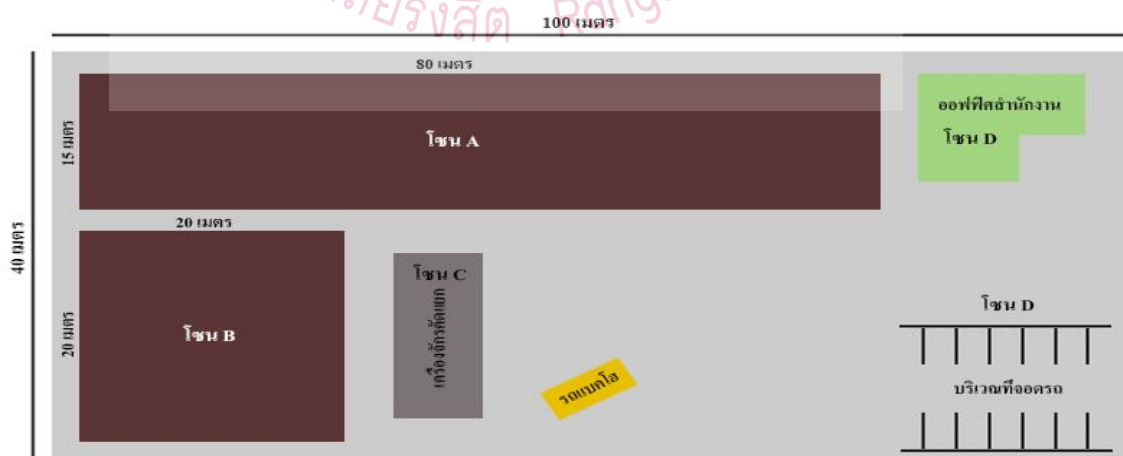 100 เมตร
80 เมตร
15 เมตร
โซน A
ออฟฟิศสำนักงาน
โซน D
40 เมตร
20 เมตร
20 เมตร
โซน B
โซน C
เครื่องจักรคัดแยก
รถแบคโฮ
โซน D
บริเวณที่จอดรถ